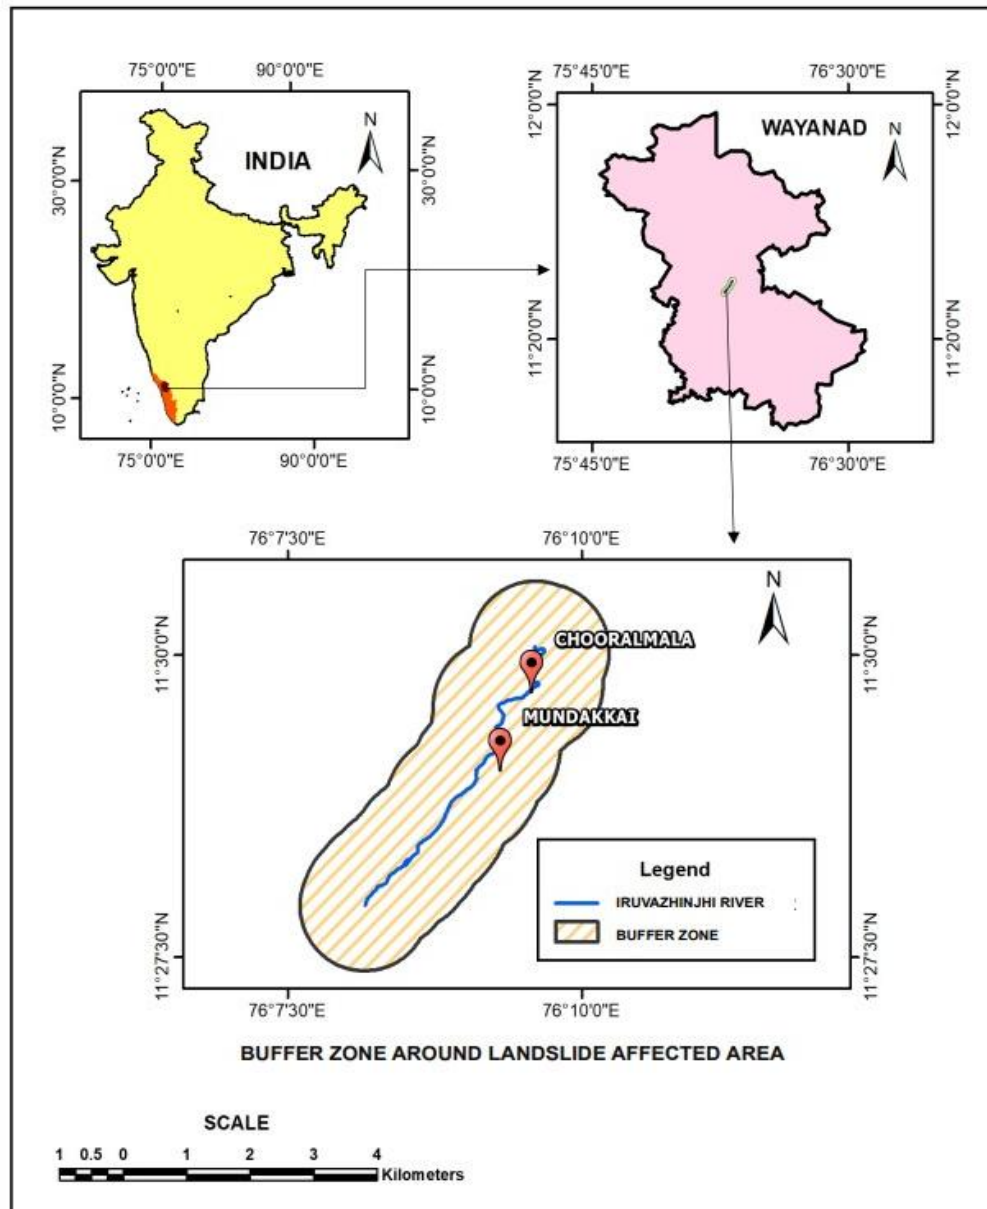 75°0'0"E 90°0'0"E
INDIA
N
30°0'0"N
30°0'0"N
10°0'0"N
10°0'0"N
75°0'0"E 90°0'0"E
75°45'0"E 76°30'0"E
WAYANAD
N
12°0'0"N
12°0'0"N
11°20'0"N
11°20'0"N
75°45'0"E 76°30'0"E
76°7'30"E 76°10'0"E
N
CHOORALMALA
MUNDAKKAI
11°30'0"N
11°30'0"N
11°27'30"N
11°27'30"N
Legend
IRUVAZHINJHI RIVER :
BUFFER ZONE
76°7'30"E 76°10'0"E
BUFFER ZONE AROUND LANDSLIDE AFFECTED AREA
SCALE
1 0.5 0 1 2 3 4
Kilometers